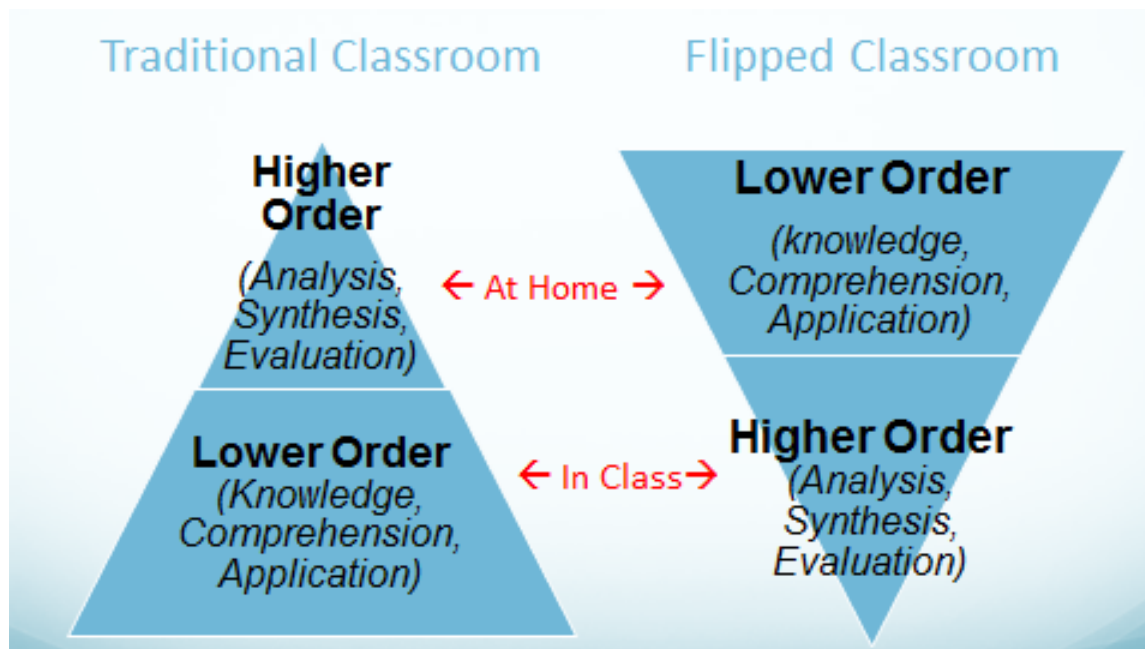 Traditional Classroom
Flipped Classroom
Higher
Order
(Analysis,
Synthesis,
Evaluation)
Lower Order
(Knowledge,
Comprehension,
Application)
← At Home →
← In Class→
Lower Order
(knowledge,
Comprehension,
Application)
Higher Order
(Analysis,
Synthesis,
Evaluation)